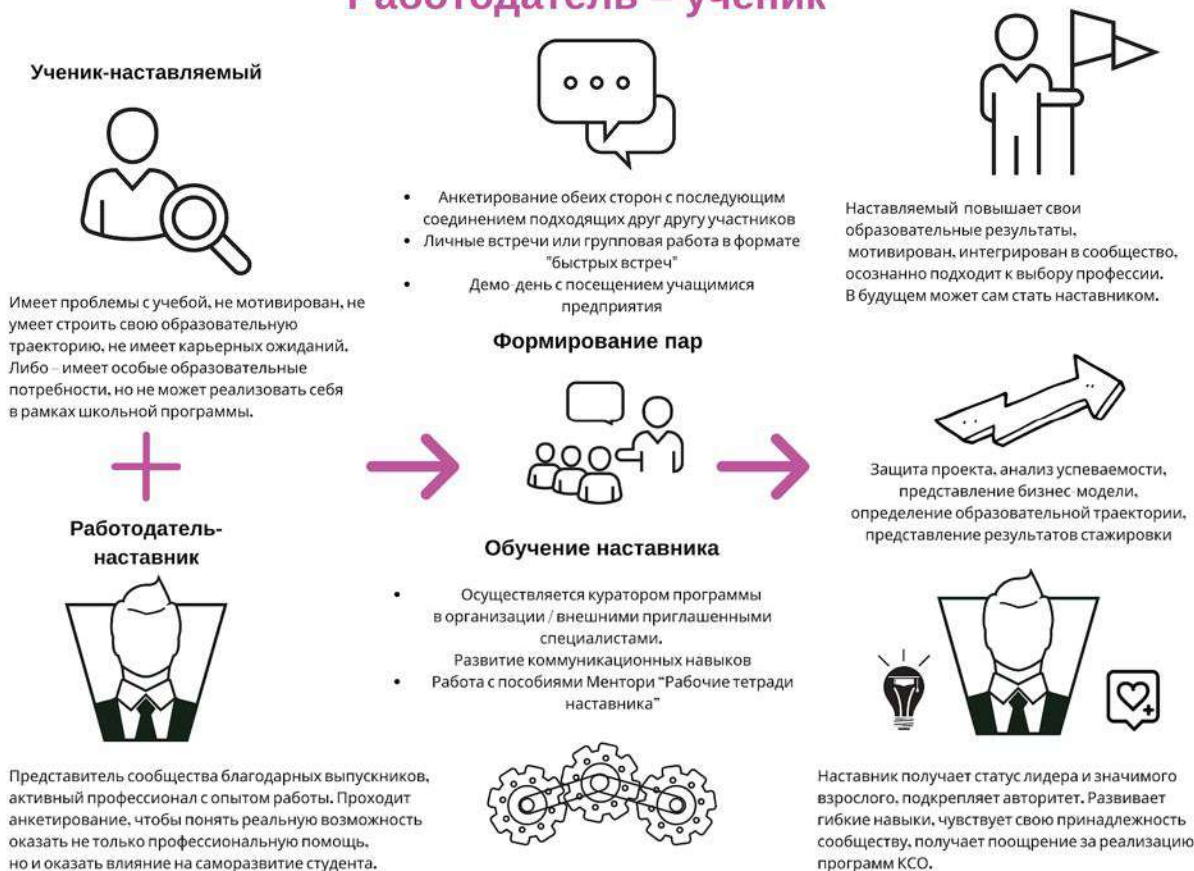 Работодатель – ученик
Ученик-наставляемый
Имеет проблемы с учебой, не мотивирован, не
умеет строить свою образовательную
траекторию, не имеет карьерных ожиданий.
Либо – имеет особые образовательные
потребности, но не может реализовать себя
в рамках школьной программы.
Работодатель-
наставник
Представитель сообщества благодарных выпускников,
активный профессионал с опытом работы. Проходит
анкетирование, чтобы понять реальную возможность
оказать не только профессиональную помощь,
но и оказать влияние на саморазвитие студента.
• Анкетирование обеих сторон с последующим
соединением подходящих друг другу участников
• Личные встречи или групповая работа в формате
"быстрых встреч"
• Демо-день с посещением учащимися
предприятия
Формирование пар
Обучение наставника
• Осуществляется куратором программы
в организации / внешними приглашенными
специалистами.
Развитие коммуникационных навыков
• Работа с пособиями Ментори “Рабочие тетради
наставника”
Наставляемый повышает свои
образовательные результаты,
мотивирован, интегрирован в сообщество,
осознанно подходит к выбору профессии.
В будущем может сам стать наставником.
Защита проекта, анализ успеваемости,
представление бизнес-модели,
определение образовательной траектории,
представление результатов стажировки
Наставник получает статус лидера и значимого
взрослого, подкрепляет авторитет. Развивает
гибкие навыки, чувствует свою принадлежность
сообществу, получает поощрение за реализацию
программ КСО.